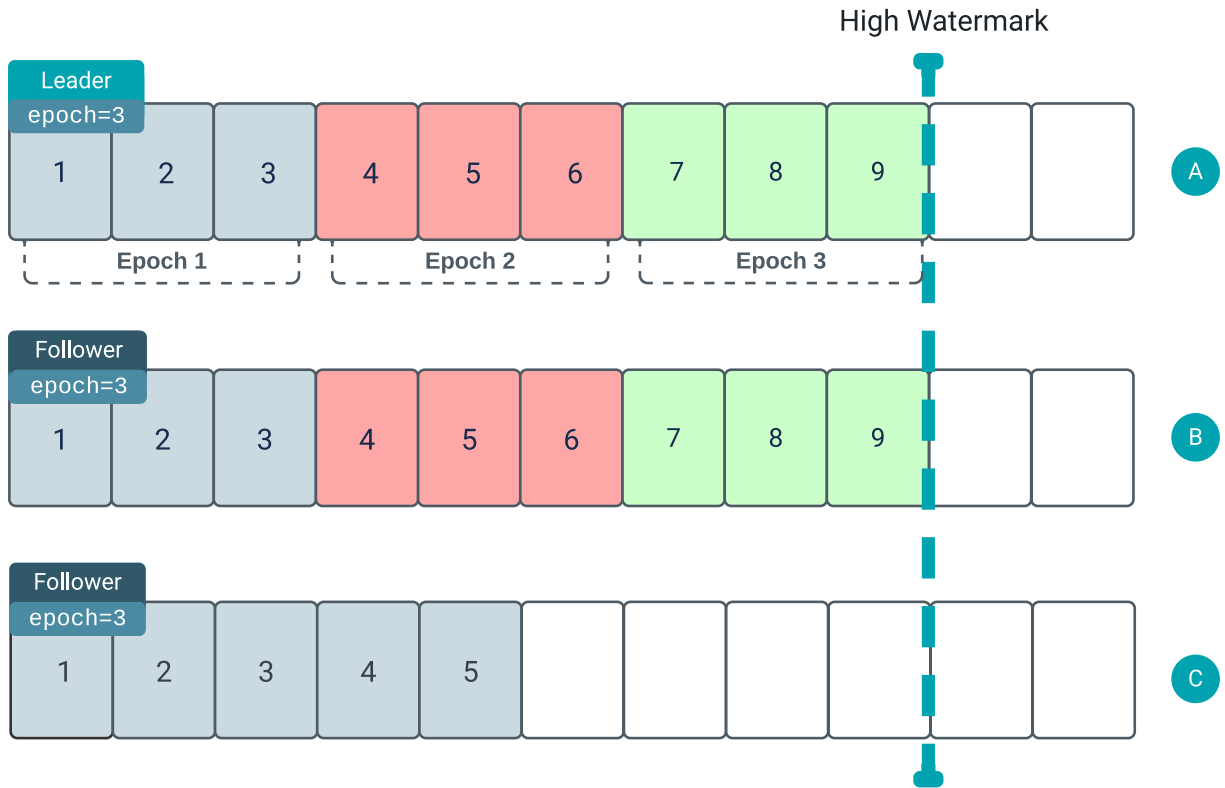 High Watermark
Leader
epoch=3
1 2 3 4 5 6 7 8 9
A
Epoch 1 Epoch 2 Epoch 3
Follower
epoch=3
1 2 3 4 5 6 7 8 9
B
Follower
epoch=3
1 2 3 4 5
C